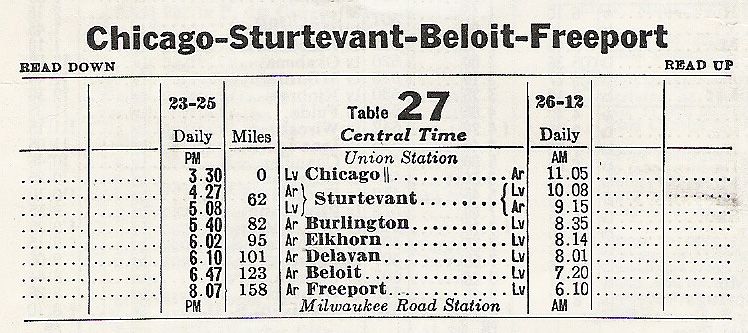 Chicago-Sturtevant-Beloit-Freeport
READ DOWN READ UP
23-25 Table 27 26-12
Daily Miles Central Time Daily
PM Union Station AM
3.30 0 Lv Chicago || ............ Ar 11.05
4.27 62 Ar } Sturtevant........ { Lv 10.08
5.08 Lv Ar 9.15
5.40 82 Ar Burlington............ Lv 8.35
6.02 95 Ar Elkhorn............ Lv 8.14
6.10 101 Ar Delavan............ Lv 8.01
6.47 123 Ar Beloit............ Lv 7.20
8.07 158 Ar Freeport............ Lv 6.10
PM Milwaukee Road Station AM